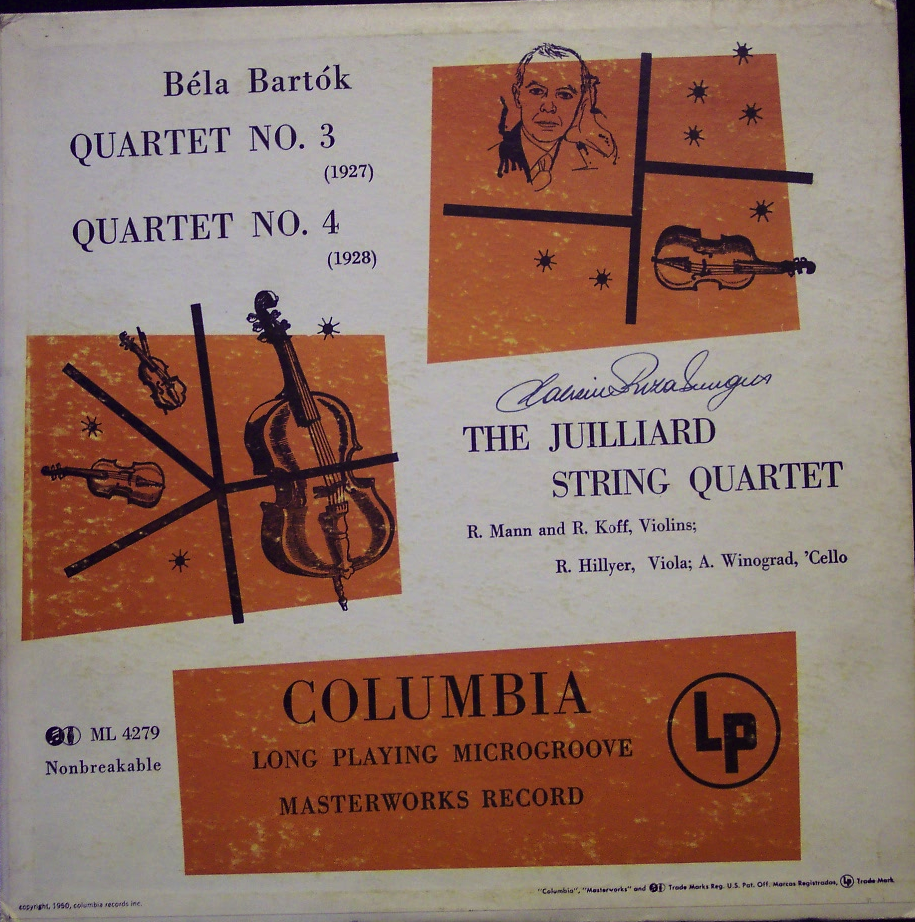 Béla Bartók
QUARTET NO. 3
(1927)
QUARTET NO. 4
(1928)
THE JUILLIARD
STRING QUARTET
R. Mann and R. Koff, Violins;
R. Hillyer, Viola; A. Winograd, 'Cello
COLUMBIA
LONG PLAYING MICROGROOVE
MASTERWORKS RECORD
LP
ML 4279
Nonbreakable
"Columbia", "Masterworks" and Trade Marks Reg. U.S. Pat. Off. Marcas Registradas, LP Trade Mark
copyright, 1950, columbia records inc.